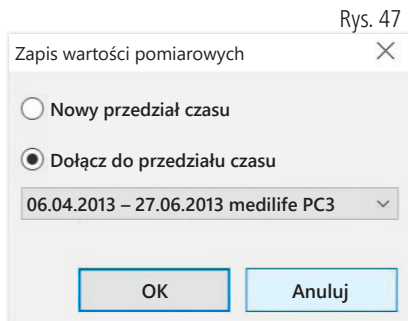 Rys. 47
Zapis wartości pomiarowych
Nowy przedział czasu
Dołącz do przedziału czasu
06.04.2013 – 27.06.2013 medilife PC3
OK Anuluj